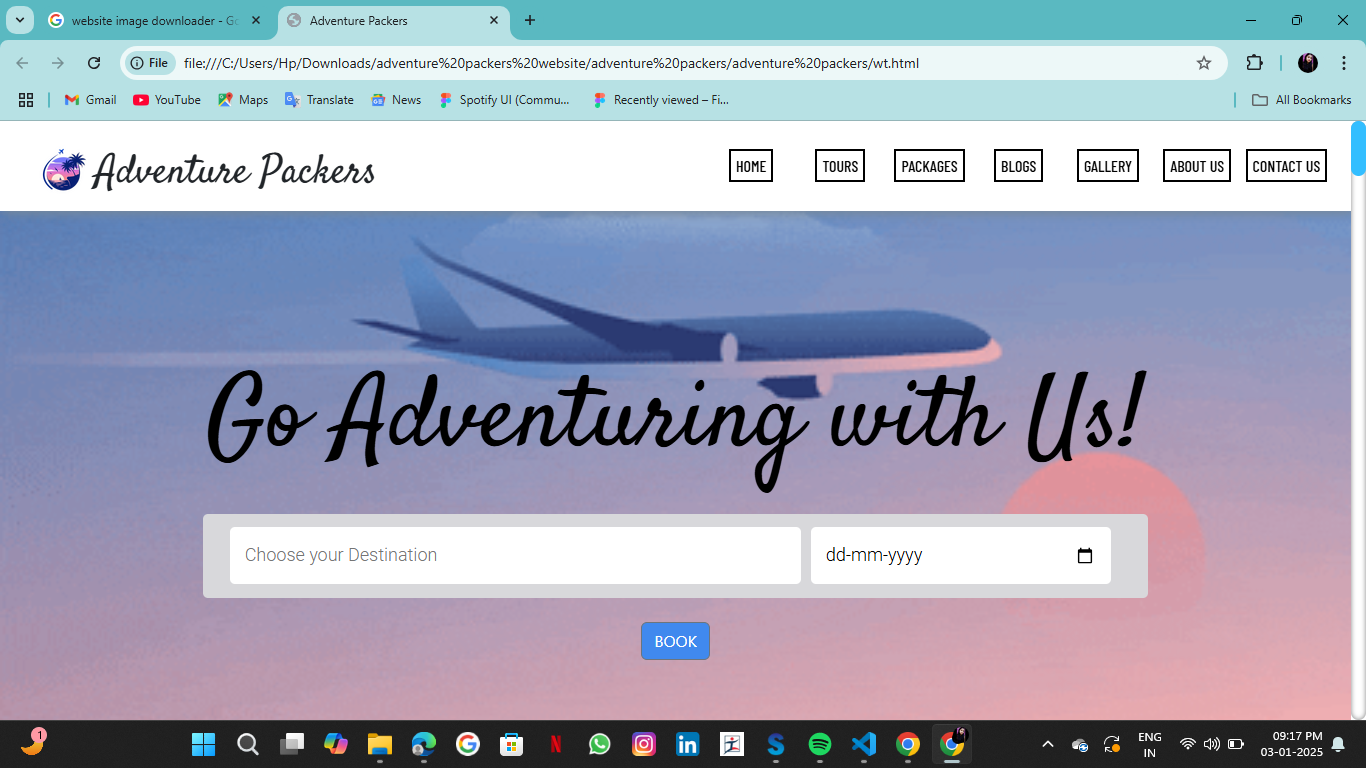 website image downloader - Go
Adventure Packers
File
file:///C:/Users/Hp/Downloads/adventure%20packers%20website/adventure%20packers/adventure%20packers/wt.html
Gmail
YouTube
Maps
Translate
News
Spotify UI (Commu...
Recently viewed – Fi...
All Bookmarks
Adventure Packers
HOME
TOURS
PACKAGES
BLOGS
GALLERY
ABOUT US
CONTACT US
Go Adventuring with Us!
Choose your Destination
dd-mm-yyyy
BOOK
1
ENG
IN
09:17 PM
03-01-2025